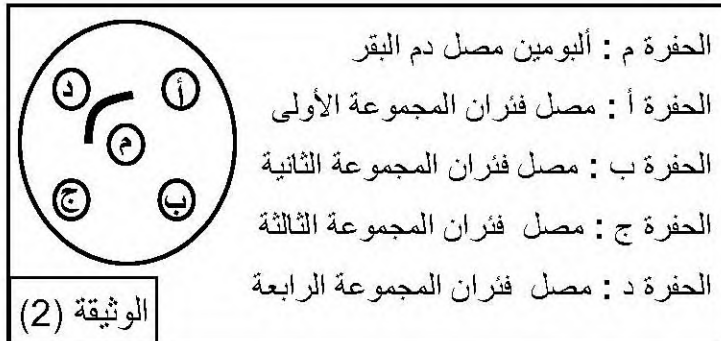 الحفرة م : ألبومين مصل دم البقر
الحفرة أ : مصل فئران المجموعة الأولى
الحفرة ب : مصل فئران المجموعة الثانية
الحفرة ج : مصل فئران المجموعة الثالثة
الحفرة د : مصل فئران المجموعة الرابعة
د
أ
م
ج
ب
الوثيقة (2)